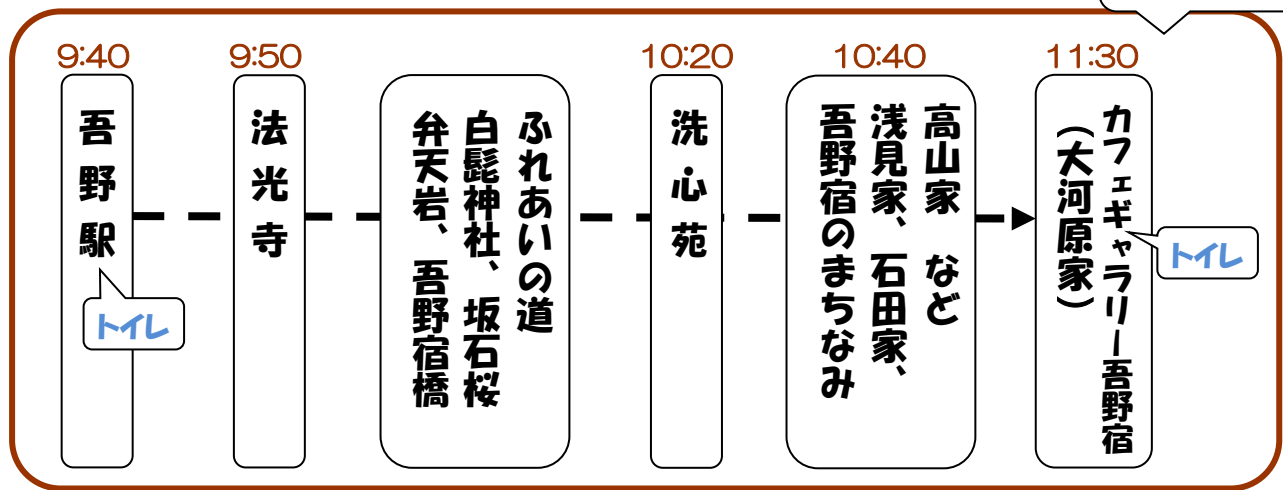 9:40
吾野駅
トイレ
9:50
法光寺
ふれあいの道
白髭神社、坂石桜
弁天岩、吾野宿橋
10:20
洗心苑
10:40
吾野宿のまちなみ
浅見家、石田家、
高山家 など
11:30
カフェギャラリー吾野宿
(大河原家)
トイレ